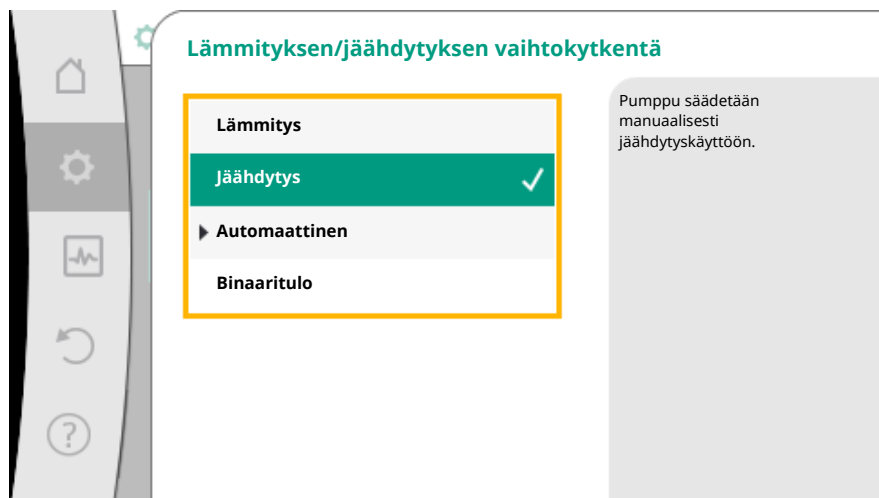 Lämmityksen/jäähdytyksen vaihtokytkentä
Lämmitys
Jäähdytys
Automaattinen
Binaaritulo
Pumppu säädetään
manuaalisesti
jäähdytyskäyttöön.
?